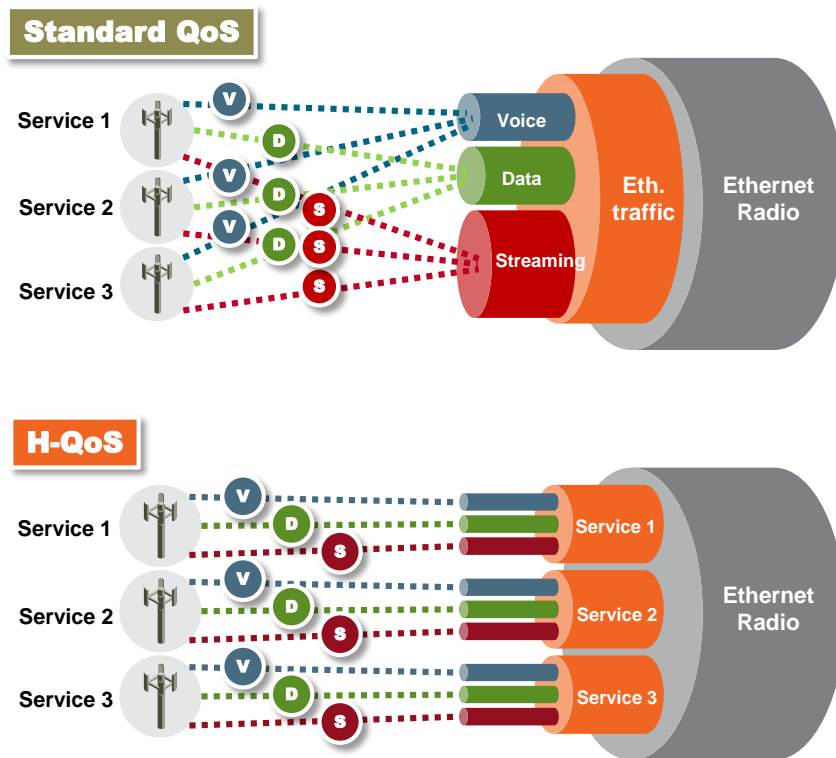 Standard QoS
Service 1
V
D
Voice
Service 2
V
D
S
Data
Eth.
traffic
Ethernet
Radio
Service 3
V
D
S
S
Streaming
H-QoS
Service 1
V
D
S
Service 1
Service 2
V
D
S
Service 2
Ethernet
Radio
Service 3
V
D
S
Service 3